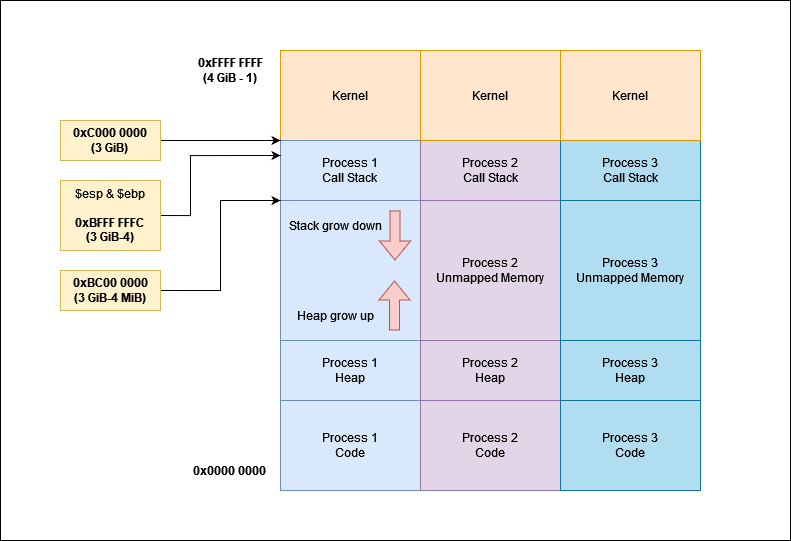 0xFFFF FFFF
(4 GiB - 1)
Kernel
Kernel
Kernel
0xC000 0000
(3 GiB)
Process 1
Call Stack
Process 2
Call Stack
Process 3
Call Stack
$esp & $ebp
0xBFFF FFFC
(3 GiB-4)
Stack grow down
Process 2
Unmapped Memory
Process 3
Unmapped Memory
0xBC00 0000
(3 GiB-4 MiB)
Heap grow up
Process 1
Heap
Process 2
Heap
Process 3
Heap
Process 1
Code
Process 2
Code
Process 3
Code
0x0000 0000